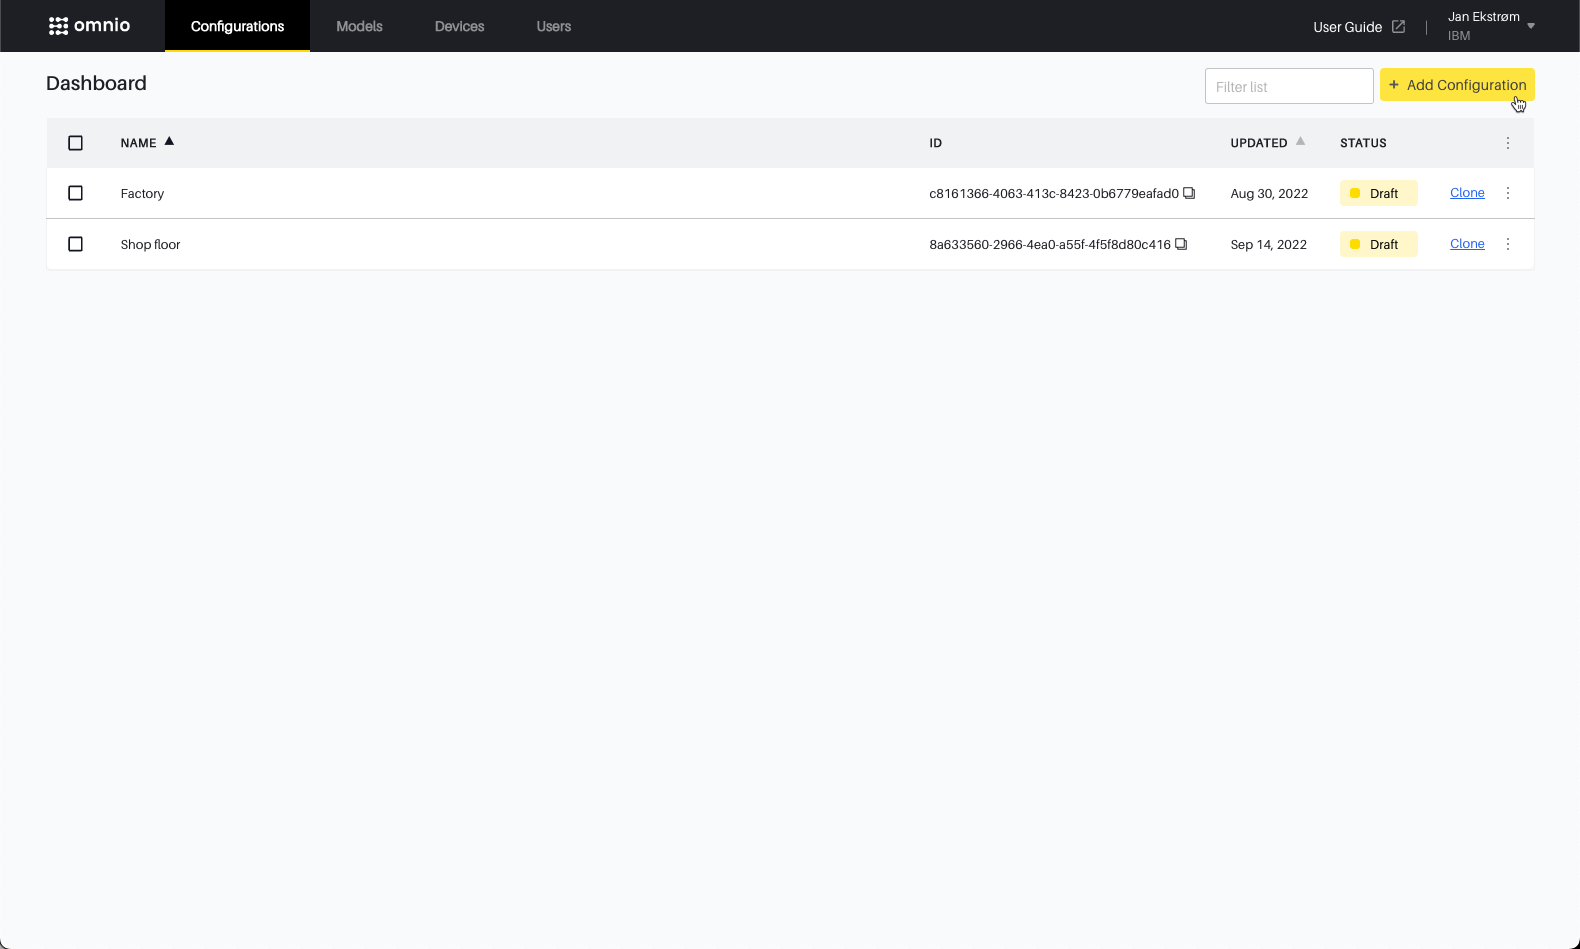 omnio
Configurations
Models
Devices
Users
User Guide
Jan Ekstrøm
IBM
Dashboard
Filter list
+ Add Configuration
NAME ▲ ID UPDATED ▲ STATUS
Factory c8161366-4063-413c-8423-0b6779eafad0 Aug 30, 2022 Draft Clone
Shop floor 8a633560-2966-4ea0-a55f-4f5f8d80c416 Sep 14, 2022 Draft Clone